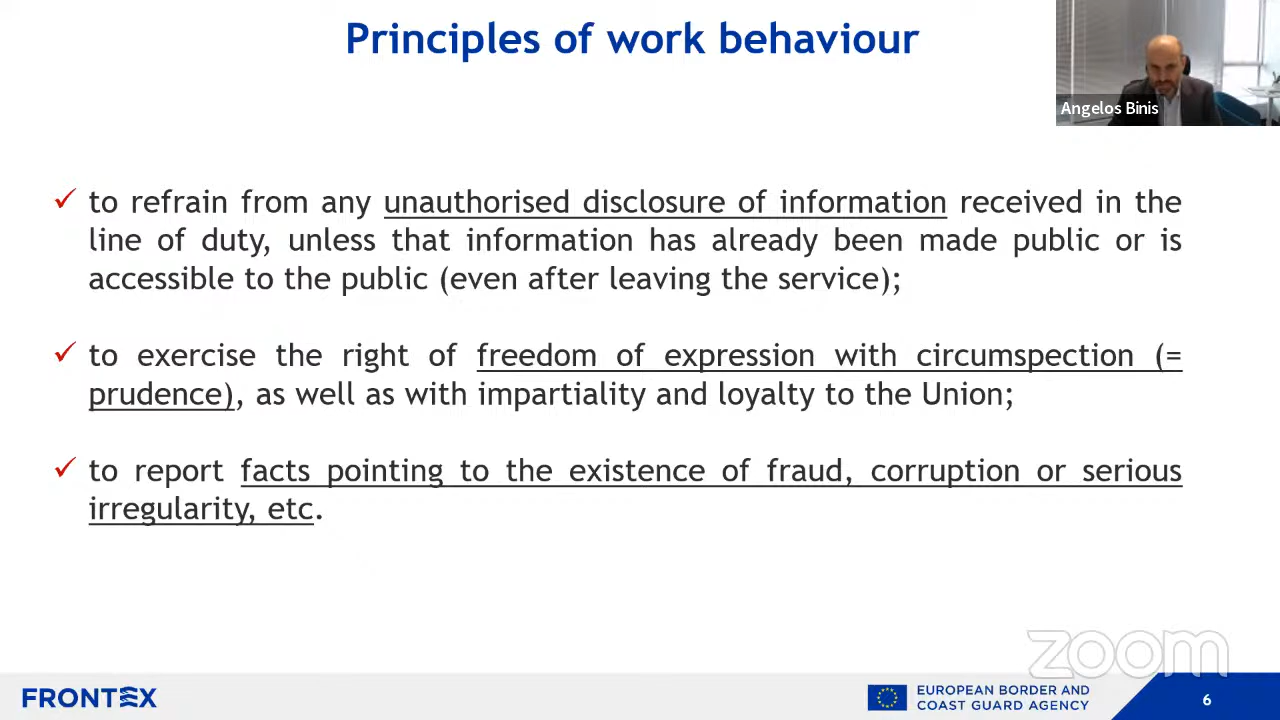 Principles of work behaviour
Angelos Binis
✓ to refrain from any unauthorised disclosure of information received in the
line of duty, unless that information has already been made public or is
accessible to the public (even after leaving the service);
✓ to exercise the right of freedom of expression with circumspection (=
prudence), as well as with impartiality and loyalty to the Union;
✓ to report facts pointing to the existence of fraud, corruption or serious
irregularity, etc.
zoom
FRONTEX
EUROPEAN BORDER AND
COAST GUARD AGENCY
6